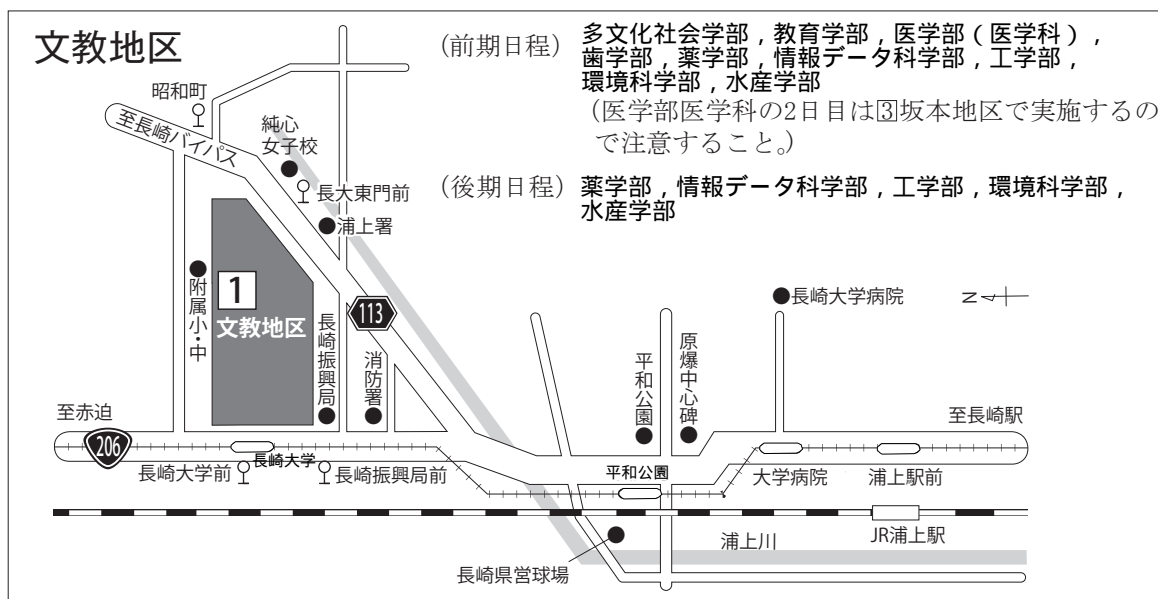 文教地区
(前期日程) 多文化社会学部，教育学部，医学部（医学科），
歯学部，薬学部，情報データ科学部，工学部，
環境科学部，水産学部
(医学部医学科の2日目は③坂本地区で実施するの
で注意すること。)
(後期日程) 薬学部，情報データ科学部，工学部，環境科学部，
水産学部
昭和町
至長崎バイパス
純心
女子校
長大東門前
浦上署
附属小・中
1
文教地区
長崎振興局
消防署
113
長崎大学病院
N
平和公園
原爆中心碑
至赤迫
206
至長崎駅
長崎大学
長崎大学前
長崎振興局前
平和公園
大学病院
浦上駅前
浦上川
JR浦上駅
長崎県営球場